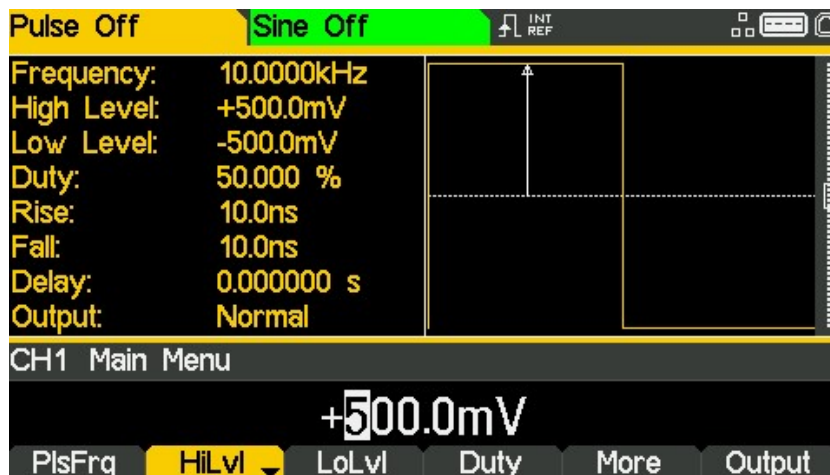 Pulse Off Sine Off INT
REF
Frequency: 10.0000kHz
High Level: +500.0mV
Low Level: -500.0mV
Duty: 50.000 %
Rise: 10.0ns
Fall: 10.0ns
Delay: 0.000000 s
Output: Normal
CH1 Main Menu
+500.0mV
PlsFrq HiLvl LoLvl Duty More Output